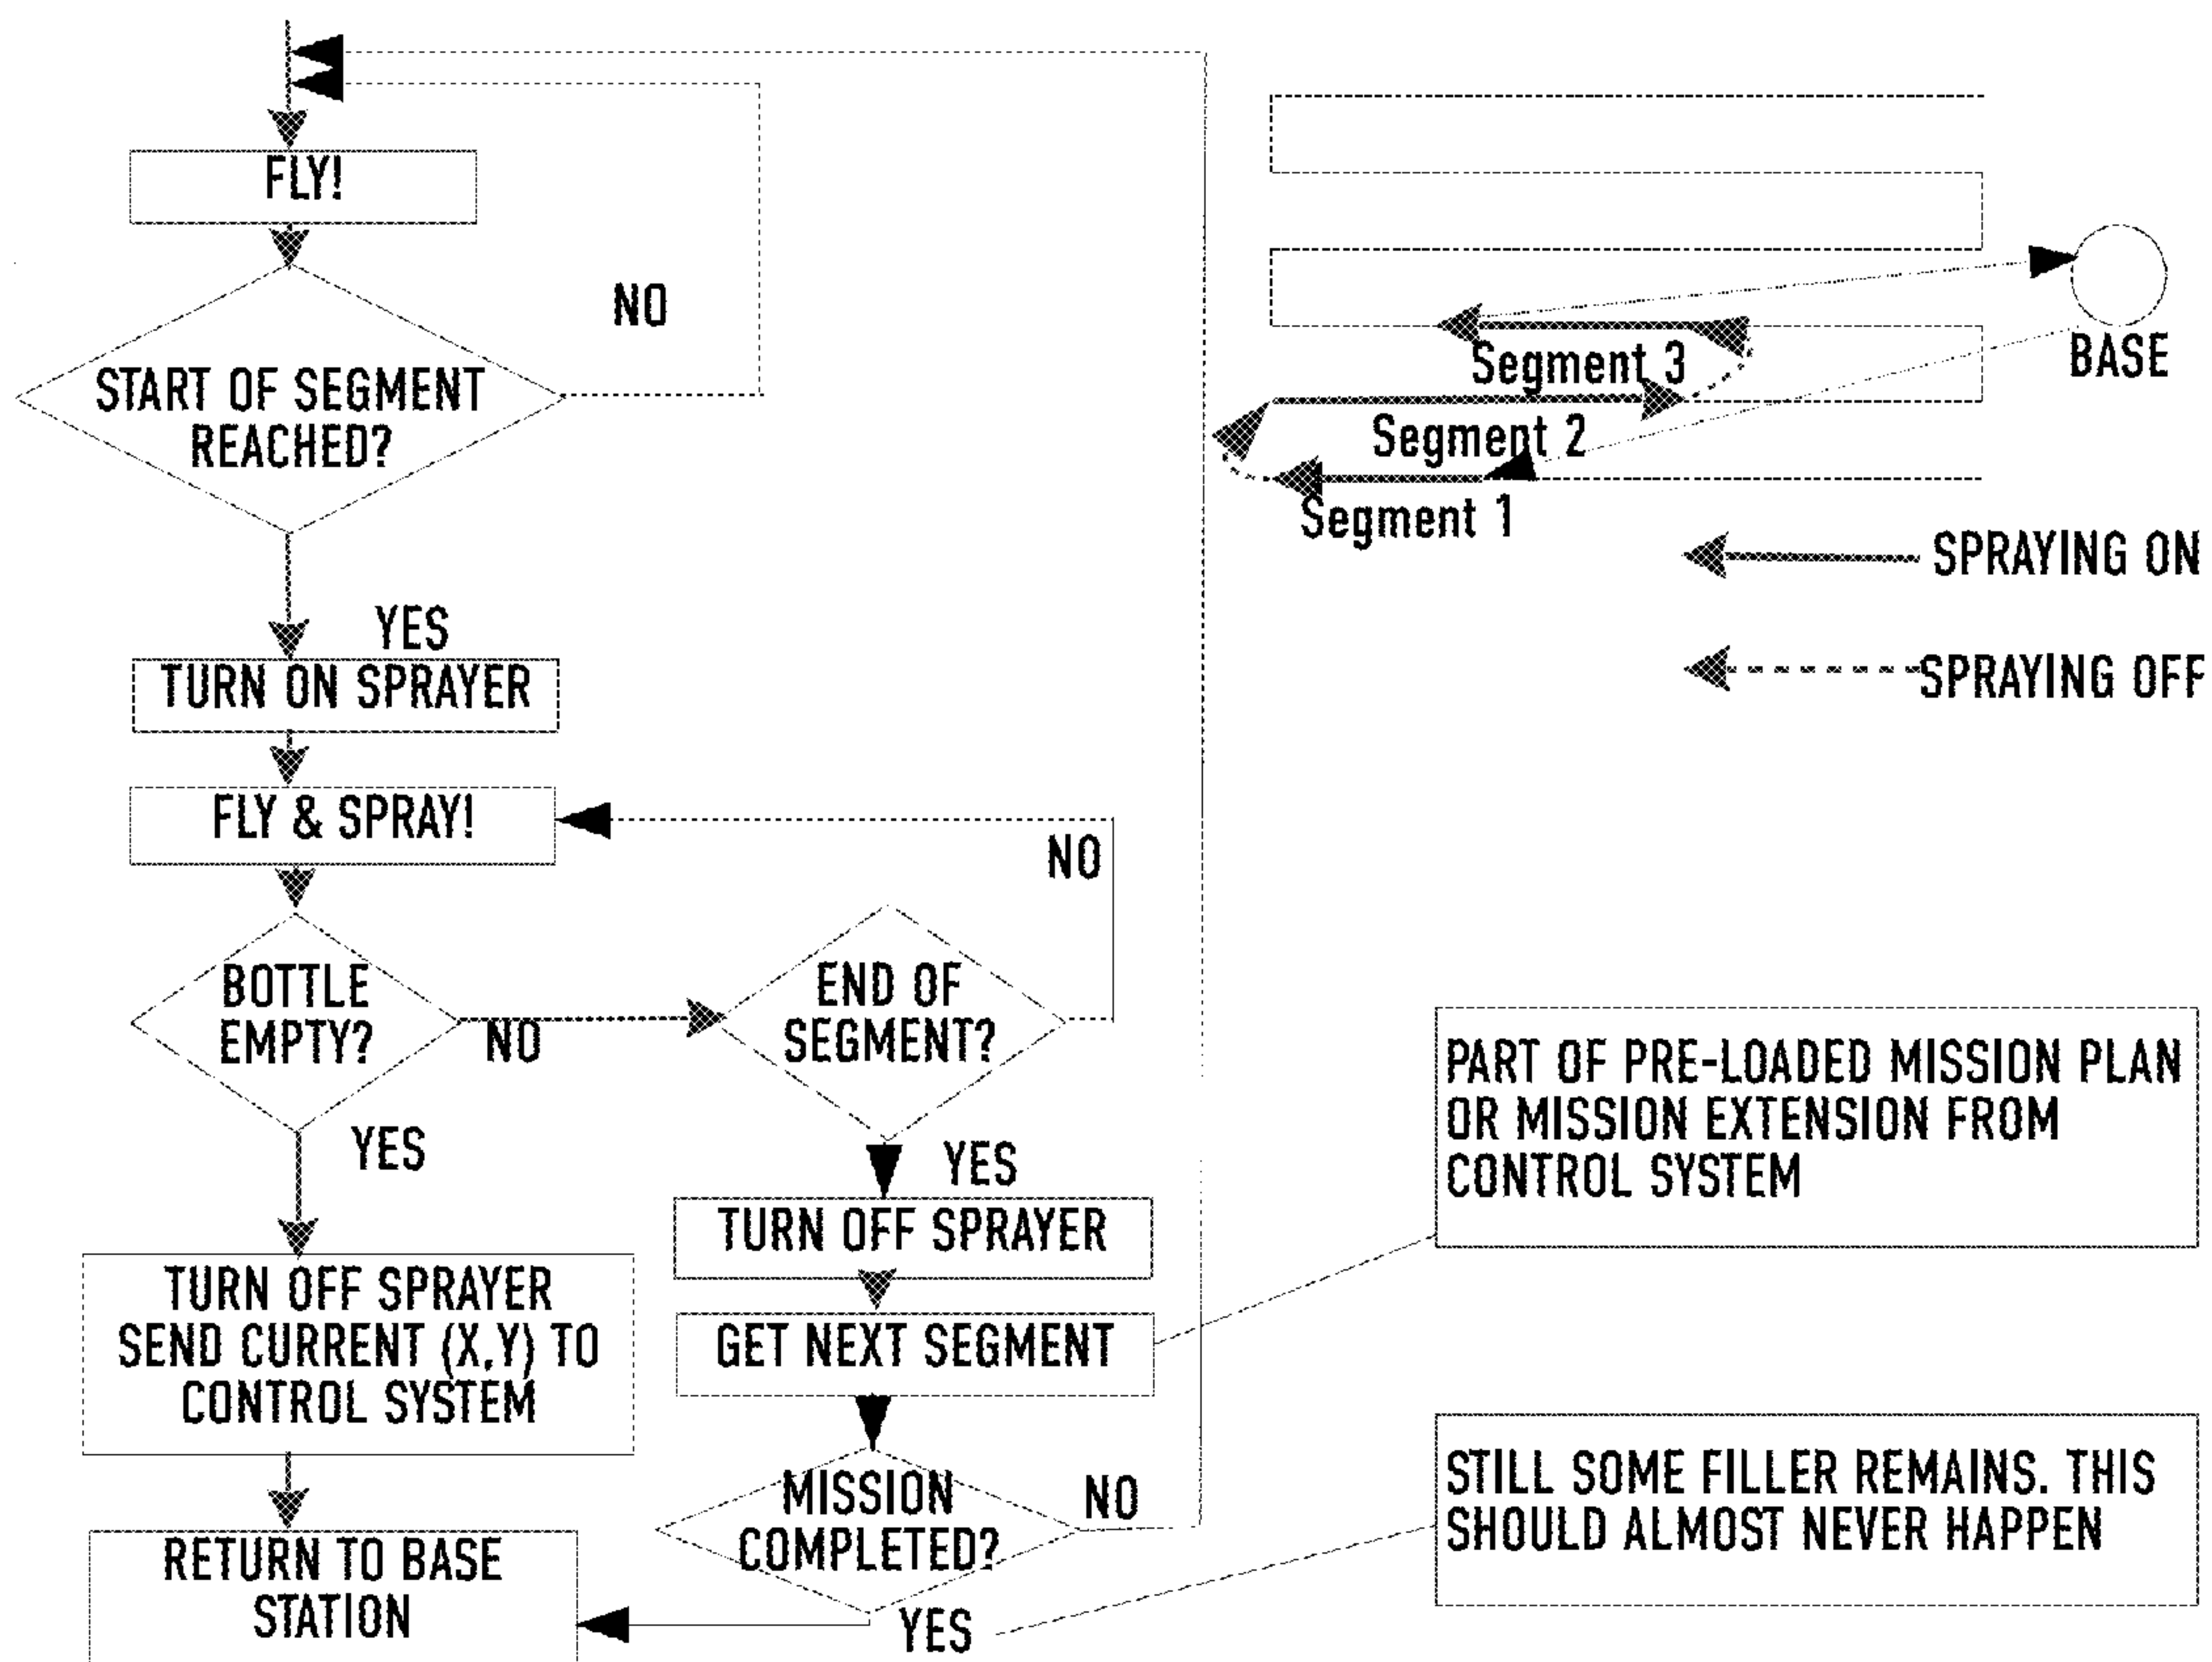 FLY!
NO
START OF SEGMENT
REACHED?
YES
TURN ON SPRAYER
FLY & SPRAY!
NO
BOTTLE
EMPTY?
NO
END OF
SEGMENT?
YES
YES
TURN OFF SPRAYER
SEND CURRENT (X,Y) TO
CONTROL SYSTEM
TURN OFF SPRAYER
GET NEXT SEGMENT
MISSION
COMPLETED?
NO
YES
RETURN TO BASE
STATION
BASE
Segment 3
Segment 2
Segment 1
SPRAYING ON
SPRAYING OFF
PART OF PRE-LOADED MISSION PLAN
OR MISSION EXTENSION FROM
CONTROL SYSTEM
STILL SOME FILLER REMAINS. THIS
SHOULD ALMOST NEVER HAPPEN